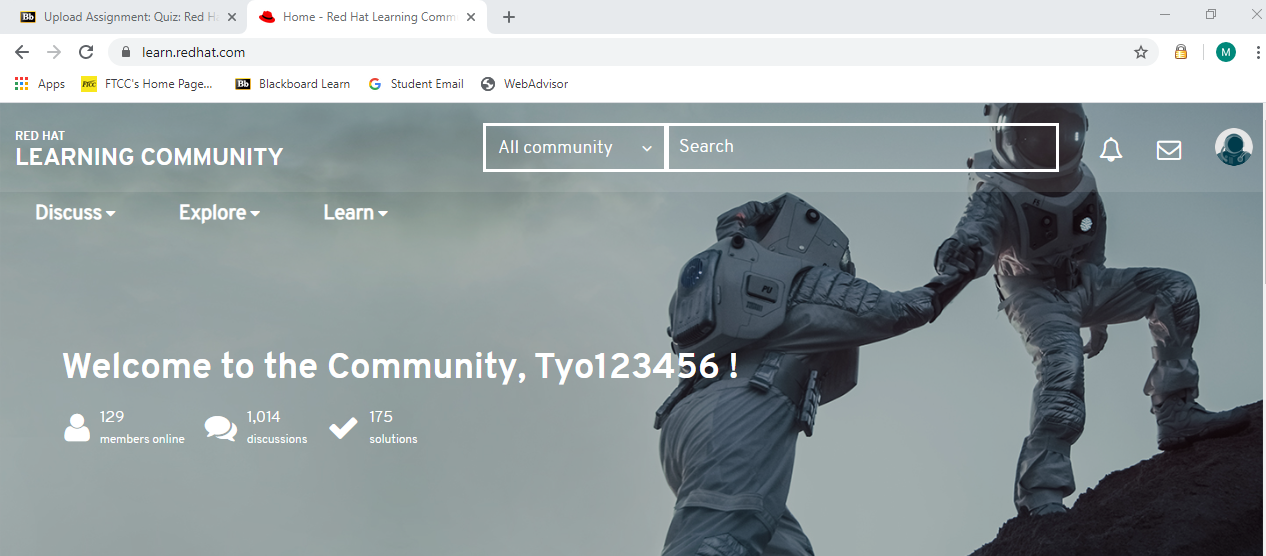 Upload Assignment: Quiz: Red H
Home - Red Hat Learning Comm
learn.redhat.com
M
Apps
FTCC
FTCC's Home Page...
Bb
Blackboard Learn
Student Email
WebAdvisor
RED HAT
LEARNING COMMUNITY
All community
Search
Discuss
Explore
Learn
Welcome to the Community, Tyo123456 !
129
members online
1,014
discussions
175
solutions